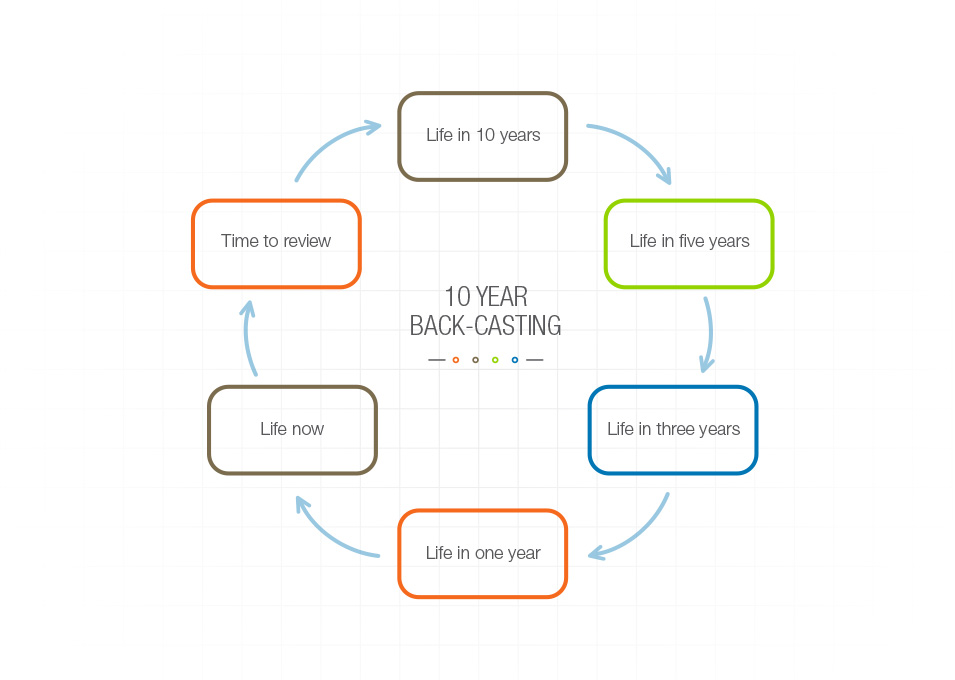 Life in 10 years
Time to review
Life in five years
10 YEAR
BACK-CASTING
Life now
Life in three years
Life in one year